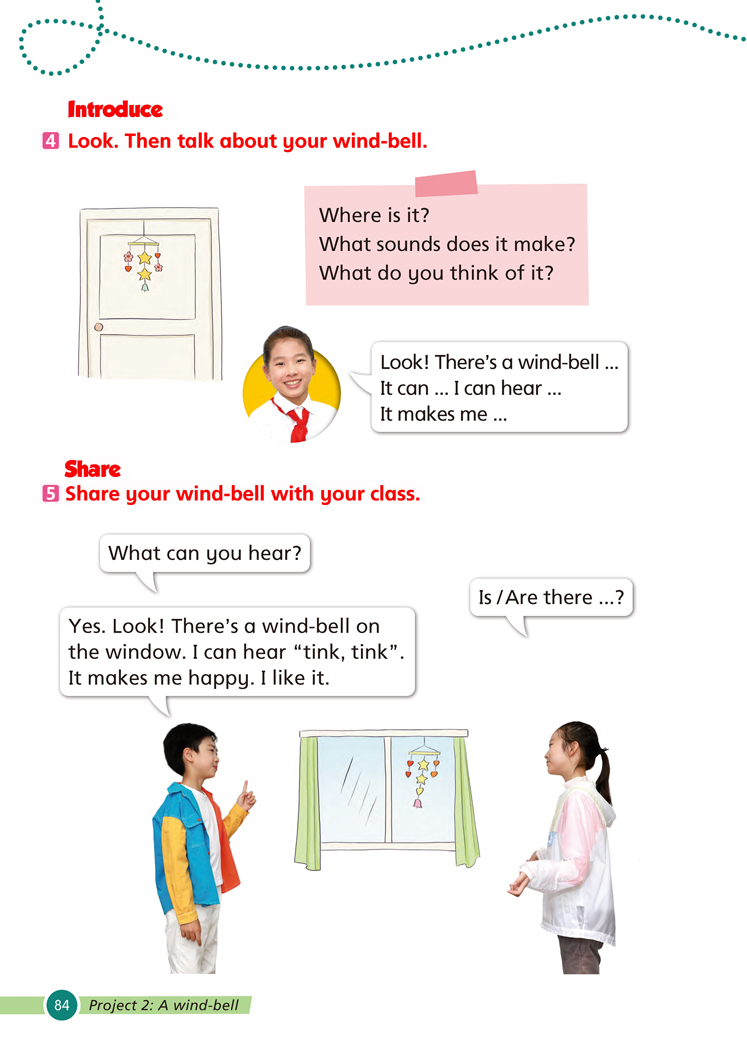 Introduce
4 Look. Then talk about your wind-bell.
Where is it?
What sounds does it make?
What do you think of it?
Look! There's a wind-bell ...
It can ... I can hear ...
It makes me ...
Share
5 Share your wind-bell with your class.
What can you hear?
Is / Are there ...?
Yes. Look! There's a wind-bell on
the window. I can hear “tink, tink”.
It makes me happy. I like it.
84 Project 2: A wind-bell